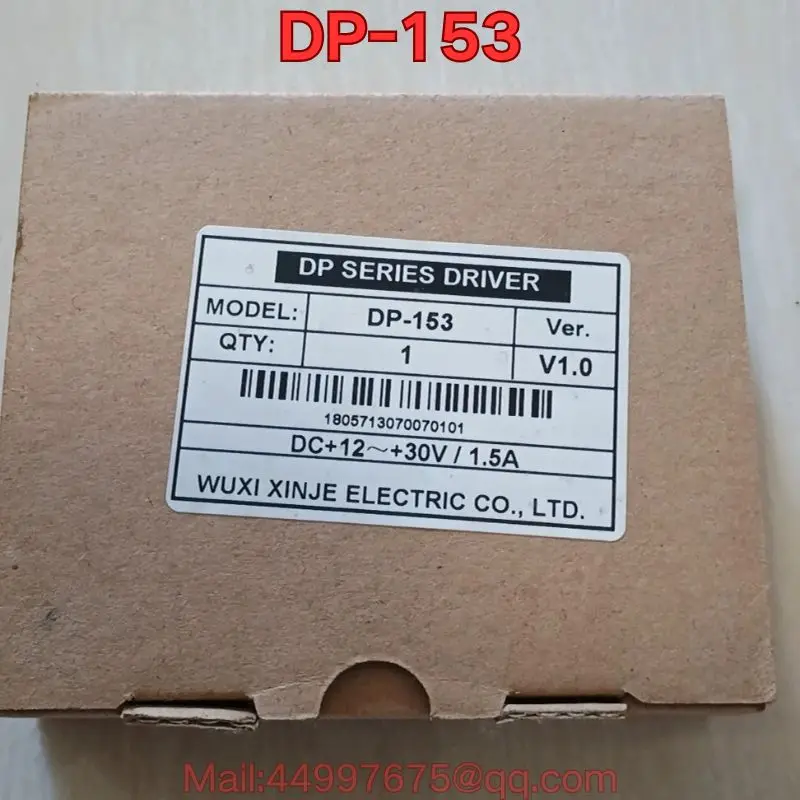 DP-153
DP SERIES DRIVER
MODEL: DP-153 Ver.
QTY: 1 V1.0
1805713070070101
DC+12～+30V / 1.5A
WUXI XINJE ELECTRIC CO., LTD.
Mail:44997675@qq.com